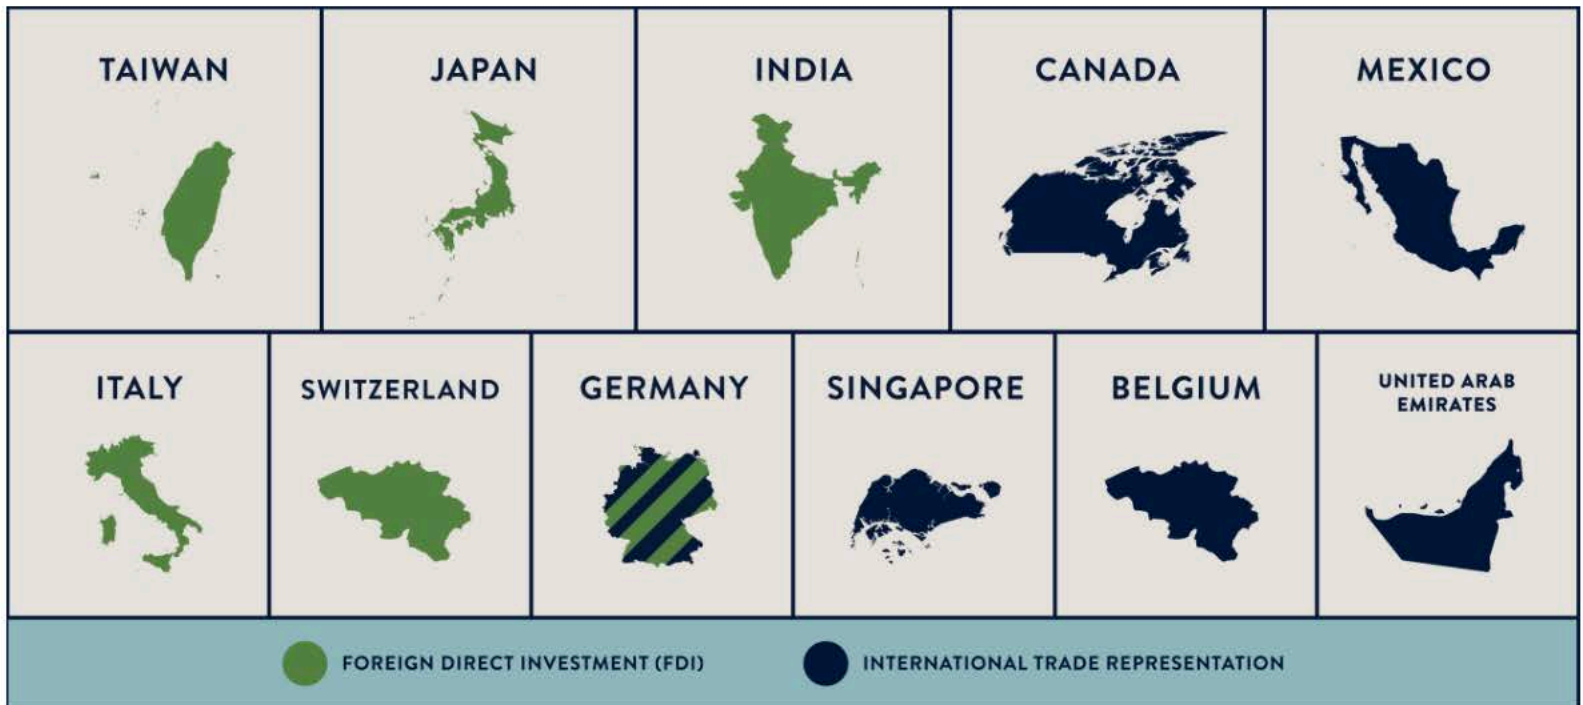 TAIWAN
JAPAN
INDIA
CANADA
MEXICO
ITALY
SWITZERLAND
GERMANY
SINGAPORE
BELGIUM
UNITED ARAB
EMIRATES
FOREIGN DIRECT INVESTMENT (FDI)
INTERNATIONAL TRADE REPRESENTATION